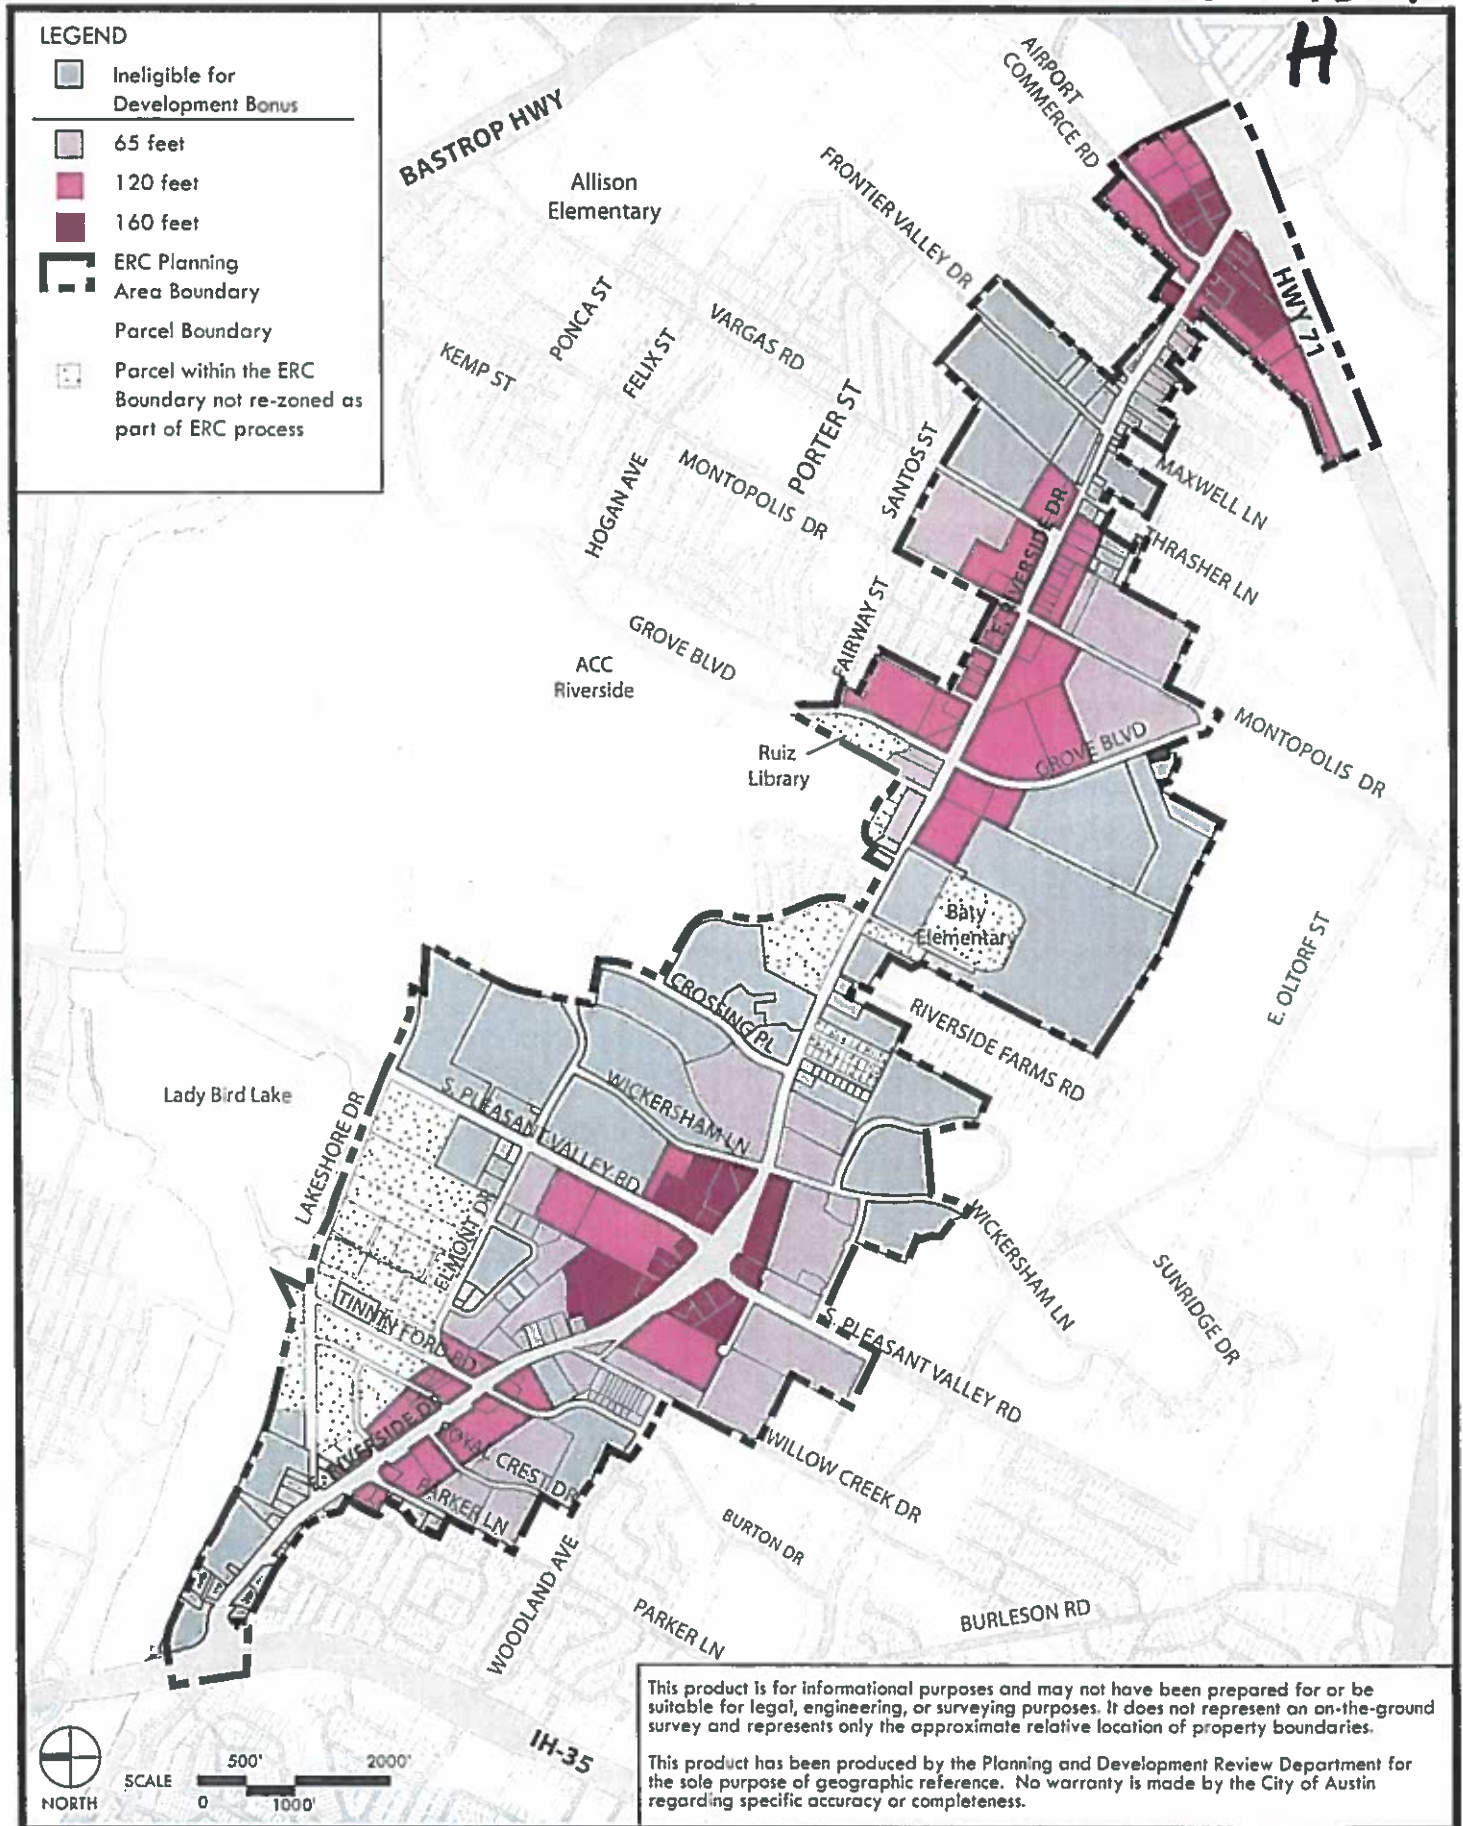 H
LEGEND
Ineligible for
Development Bonus
65 feet
120 feet
160 feet
ERC Planning
Area Boundary
Parcel Boundary
Parcel within the ERC
Boundary not re-zoned as
part of ERC process
AIRPORT
COMMERCE RD
BASTROP HWY
Allison
Elementary
FRONTIER VALLEY DR
HWY 71
PONCA ST
VARGAS RD
FELIX ST
KEMP ST
PORTER ST
SANTOS ST
MONTOPOLIS DR
HOGAN AVE
MAXWELL LN
E. RIVERSIDE DR
THRASHER LN
FAIRWAY ST
GROVE BLVD
ACC
Riverside
Ruiz
Library
GROVE BLVD
MONTOPOLIS DR
Baty
Elementary
E. OLTORF ST
CROSSING PL
RIVERSIDE FARMS RD
Lady Bird Lake
LAKESHORE DR
S. PLEASANT VALLEY RD
WICKERSHAM LN
ELMONT DR
WICKERSHAM LN
SUNRIDGE DR
TINNIN FORD RD
S. PLEASANT VALLEY RD
E. RIVERSIDE DR
ROYAL CREST DR
PARKER LN
WILLOW CREEK DR
BURTON DR
WOODLAND AVE
PARKER LN
BURLESON RD
IH-35
NORTH
SCALE
500'
2000'
0
1000'
This product is for informational purposes and may not have been prepared for or be
suitable for legal, engineering, or surveying purposes. It does not represent an on-the-ground
survey and represents only the approximate relative location of property boundaries.
This product has been produced by the Planning and Development Review Department for
the sole purpose of geographic reference. No warranty is made by the City of Austin
regarding specific accuracy or completeness.